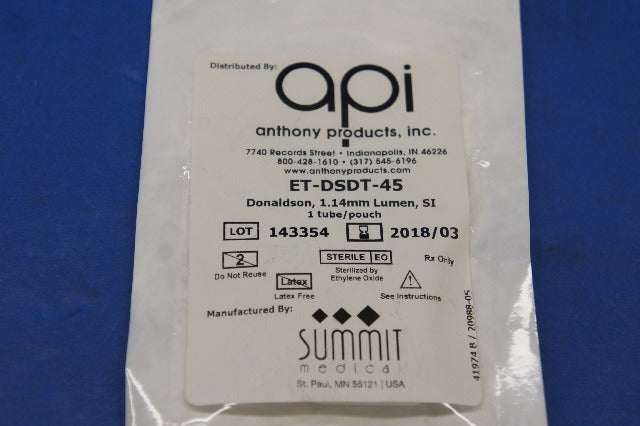 Distributed By:
api
anthony products, inc.
7740 Records Street • Indianapolis, IN 46226
800-428-1610 • (317) 545-6196
www.anthonyproducts.com
ET-DSDT-45
Donaldson, 1.14mm Lumen, SI
1 tube/pouch
LOT 143354 2018/03
2
Do Not Reuse
STERILE EO
Sterilized by
Ethylene Oxide
Rx Only
Latex
Latex Free
See Instructions
Manufactured By:
SUMMIT
medical
St. Paul, MN 55121 | USA
41974 B / 20988-05